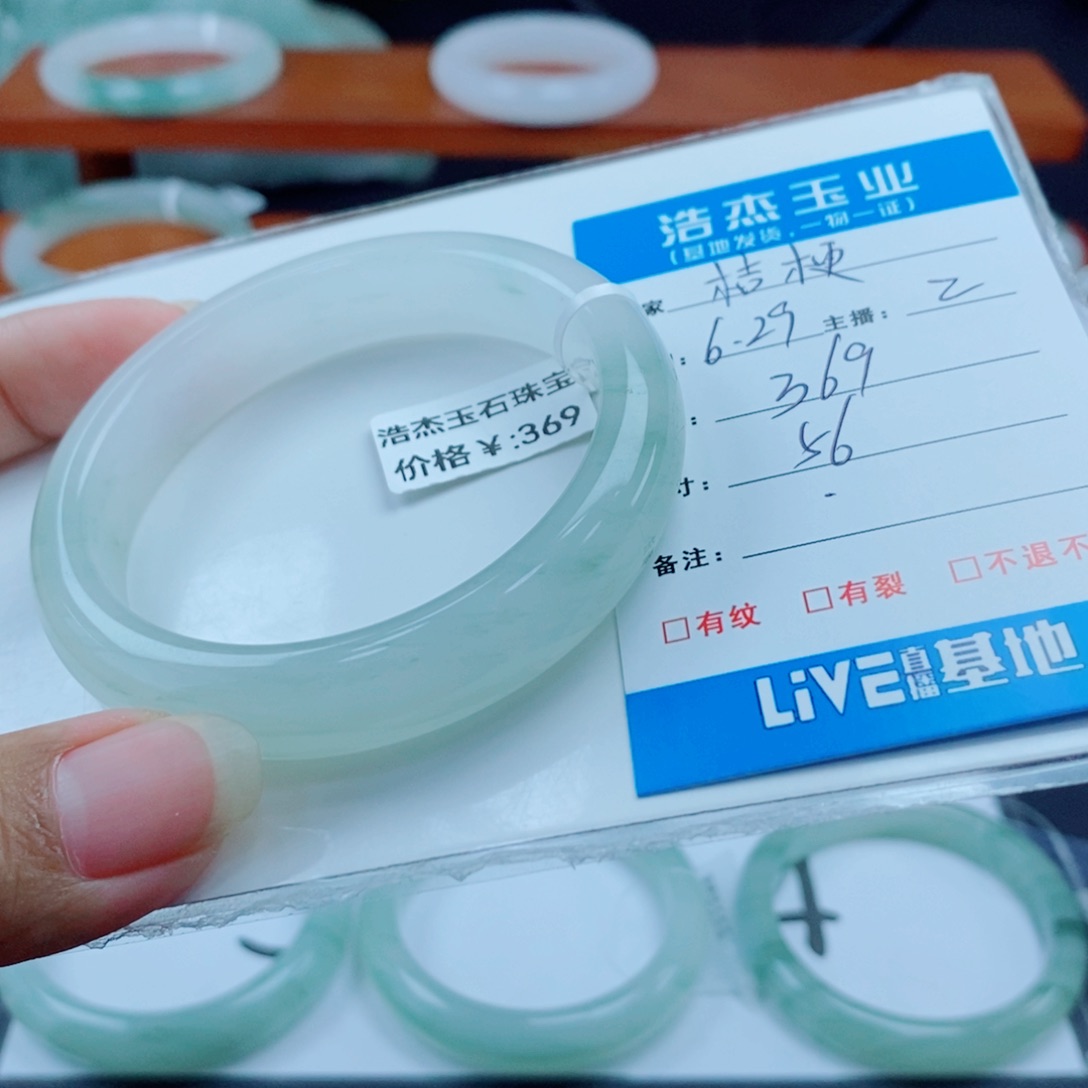 浩杰玉业
(基地发货,一物一证)
家 桔梗
: 6.29 主播: 乙
: 369
寸: 56
备注:
□有纹 □有裂 □不退不
LiVE直播基地
浩杰玉石珠宝
价格¥:369
4